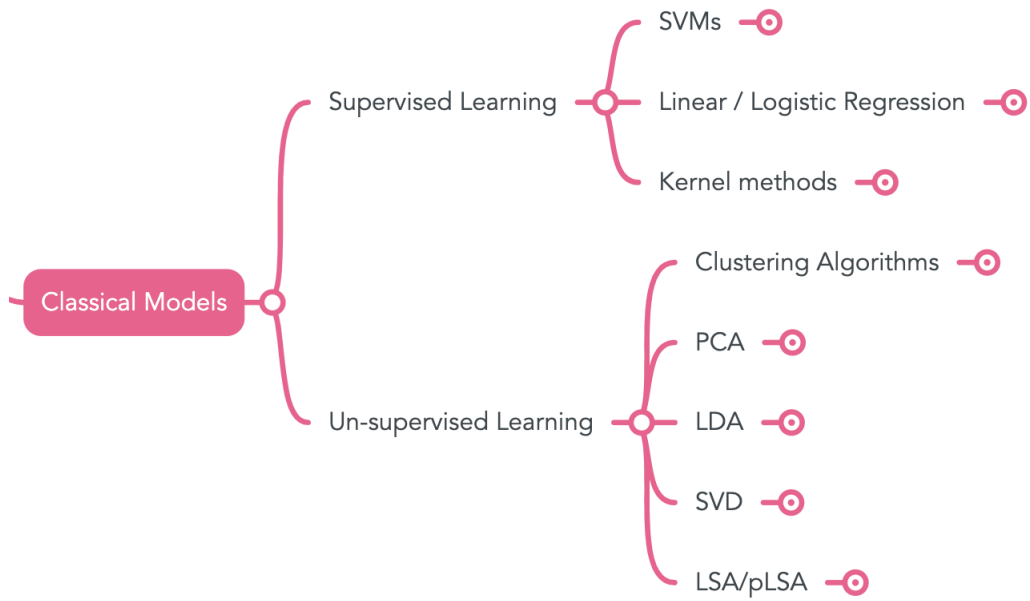 Classical Models
Supervised Learning
SVMs
Linear / Logistic Regression
Kernel methods
Un-supervised Learning
Clustering Algorithms
PCA
LDA
SVD
LSA/pLSA